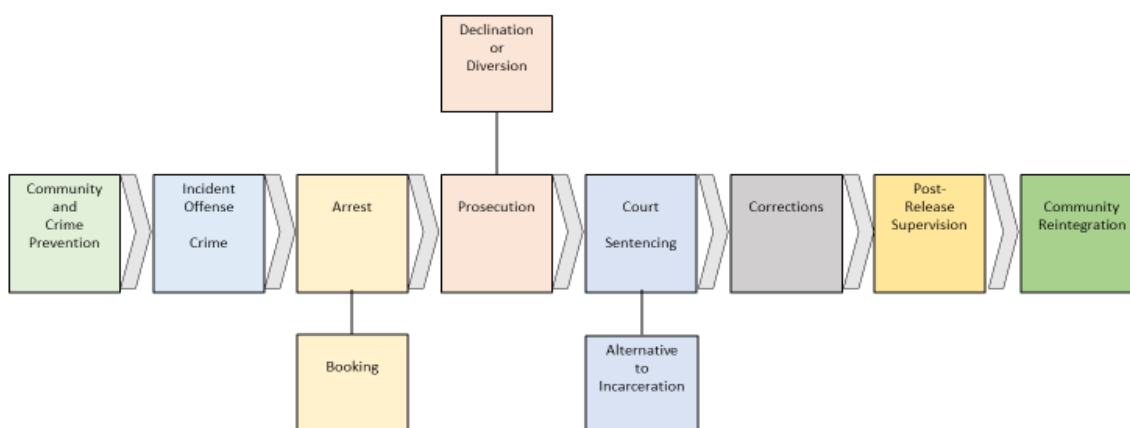 Declination
or
Diversion
Community
and
Crime
Prevention
Incident
Offense
Crime
Arrest
Prosecution
Court
Sentencing
Corrections
Post-
Release
Supervision
Community
Reintegration
Booking
Alternative
to
Incarceration